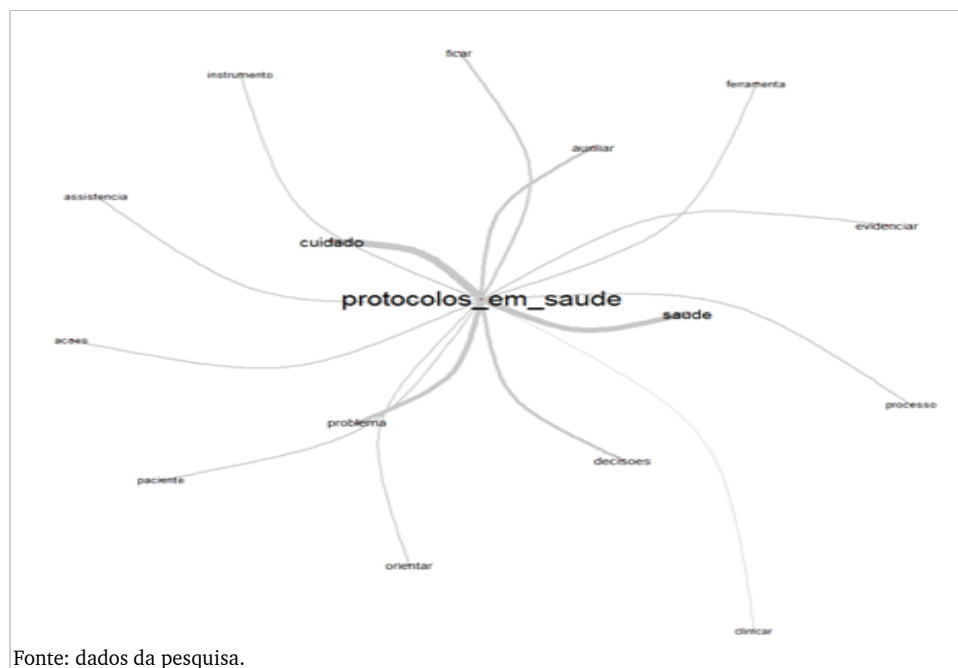 ficar
instrumento
ferramenta
auxiliar
assistencia
evidenciar
cuidado
protocolos_em_saude
saude
acoes
processo
problema
decisoes
paciente
orientar
clinicar
Fonte: dados da pesquisa.